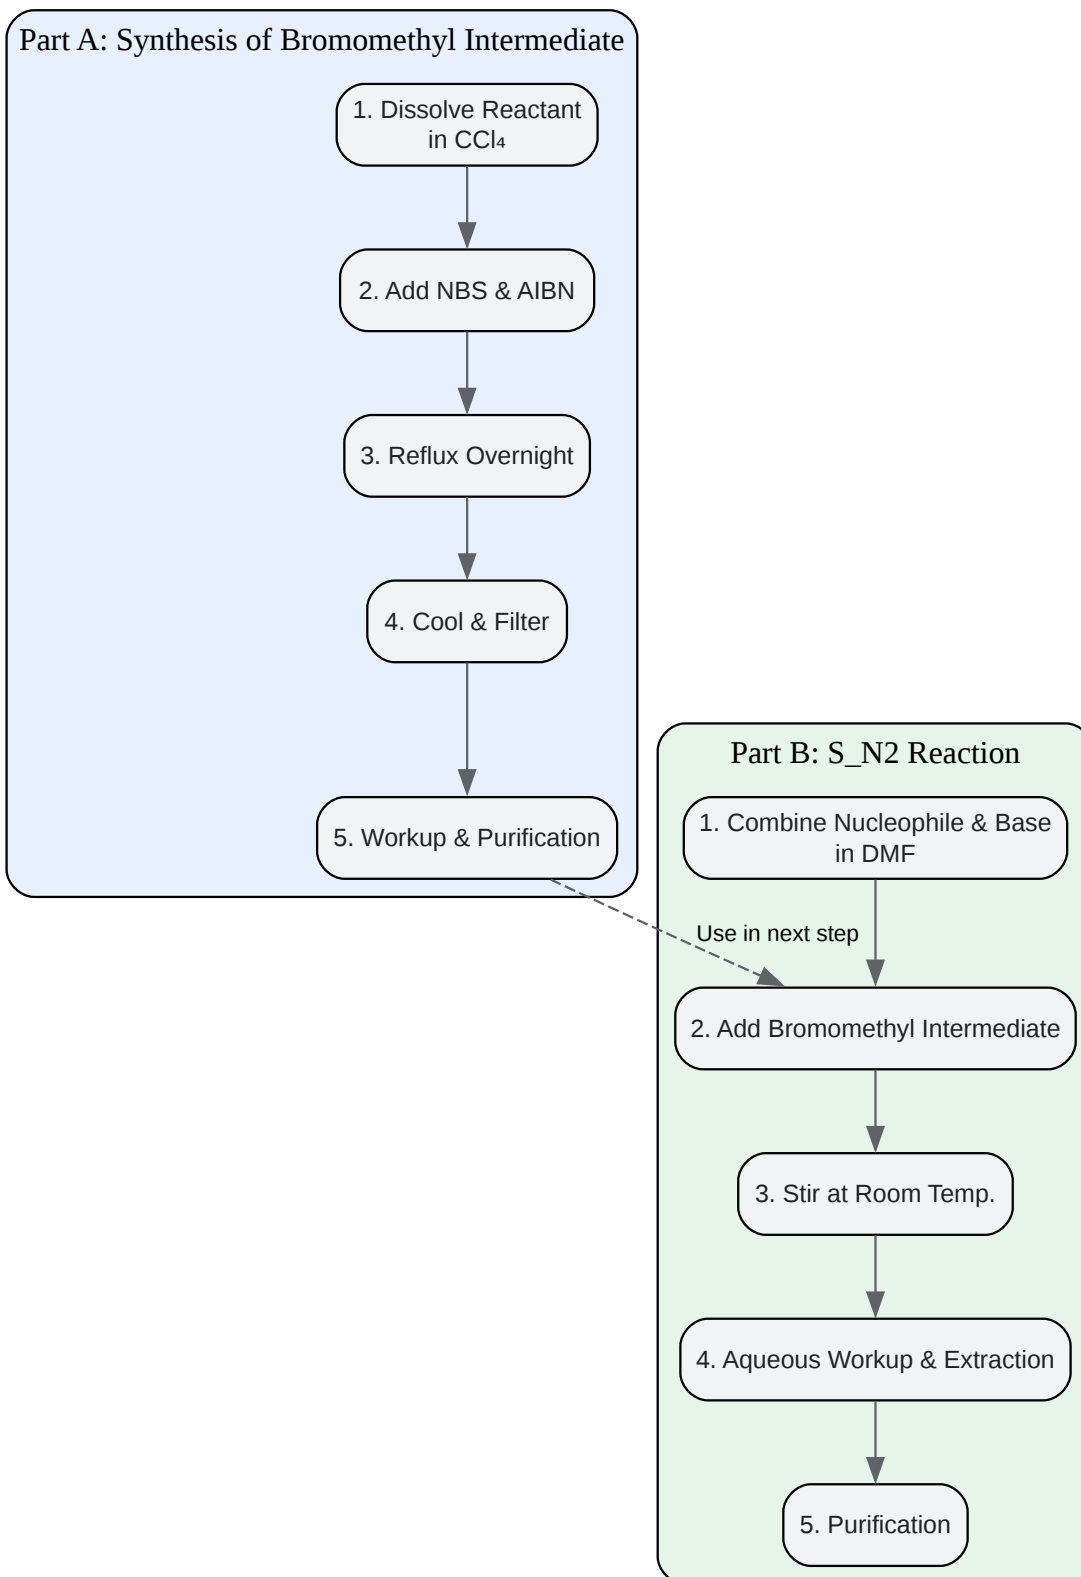 Part A: Synthesis of Bromomethyl Intermediate
1. Dissolve Reactant
in CCl₄
2. Add NBS & AIBN
3. Reflux Overnight
4. Cool & Filter
5. Workup & Purification
Part B: S_N2 Reaction
1. Combine Nucleophile & Base
in DMF
Use in next step
2. Add Bromomethyl Intermediate
3. Stir at Room Temp.
4. Aqueous Workup & Extraction
5. Purification